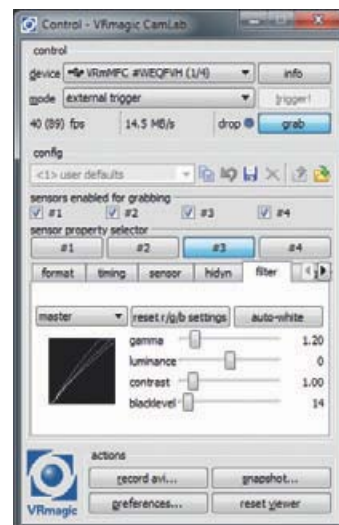 Control - VRmagic CamLab
control
device VRmMFC #WEQFVH (1/4) info
mode external trigger trigger!
40 (89) fps 14.5 MB/s drop grab
config
<1> user defaults
sensors enabled for grabbing
#1 #2 #3 #4
sensor property selector
#1 #2 #3 #4
format timing sensor hidyn filter
master reset r/g/b settings auto-white
gamma 1.20
luminance 0
contrast 1.00
blacklevel 14
actions
record avi... snapshot...
preferences... reset viewer
VRmagic